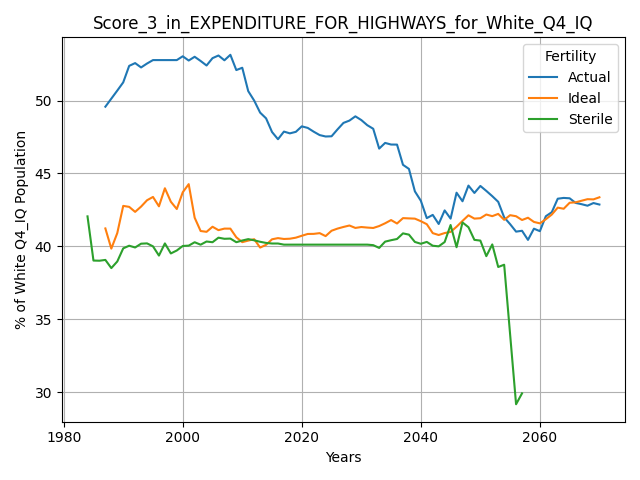 Score_3_in_EXPENDITURE_FOR_HIGHWAYS_for_White_Q4_IQ
Fertility
Actual
Ideal
Sterile
% of White Q4_IQ Population
50
45
40
35
30
1980
2000
2020
2040
2060
Years